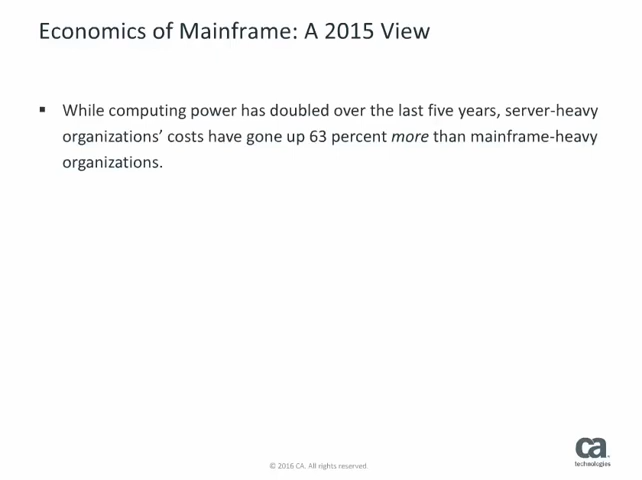 Economics of Mainframe: A 2015 View
▪ While computing power has doubled over the last five years, server-heavy
organizations' costs have gone up 63 percent more than mainframe-heavy
organizations.
ca
technologies
© 2016 CA. All rights reserved